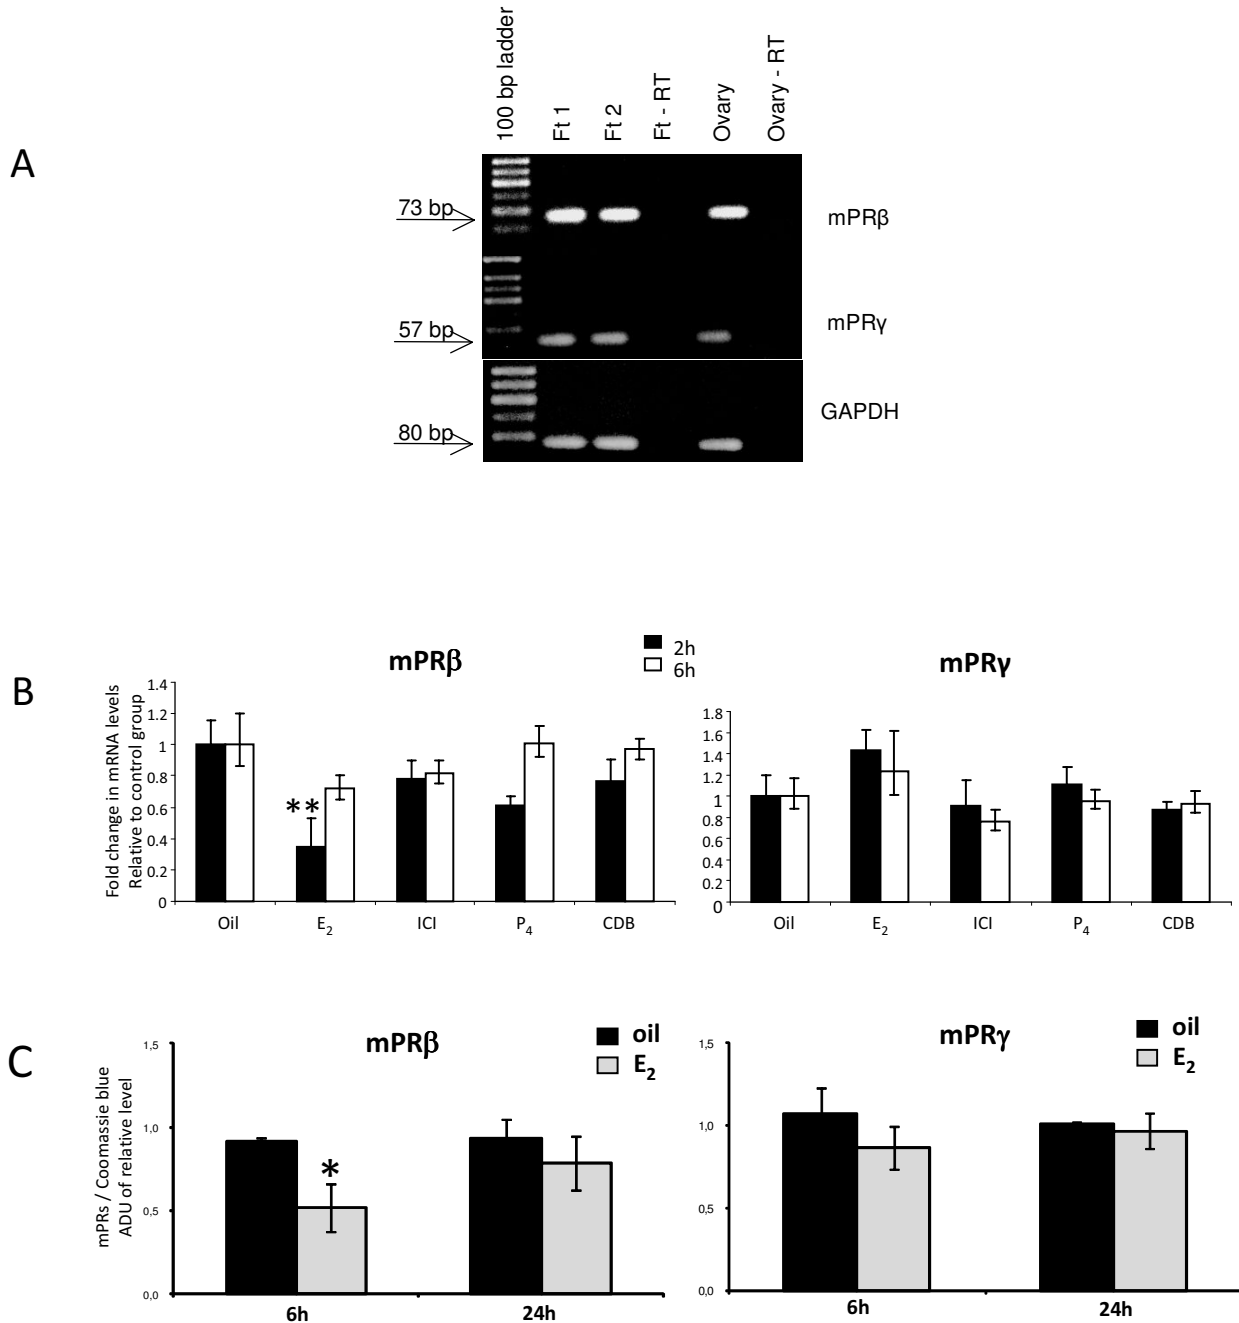 A
100 bp ladder
Ft 1
Ft 2
Ft - RT
Ovary
Ovary - RT
73 bp
mPRβ
57 bp
mPRγ
80 bp
GAPDH
B
mPRβ
2h
6h
mPRγ
Fold change in mRNA levels
Relative to control group
1.4
1.2
1
0.8
0.6
0.4
0.2
0
**
Oil E₂ ICI P₄ CDB
1.8
1.6
1.4
1.2
1
0.8
0.6
0.4
0.2
0
Oil E₂ ICI P₄ CDB
C
mPRβ
oil
E₂
mPRs / Coomassie blue
ADU of relative level
1,5
1,0
0,5
0,0
*
6h 24h
mPRγ
oil
E₂
1,5
1,0
0,5
0,0
6h 24h